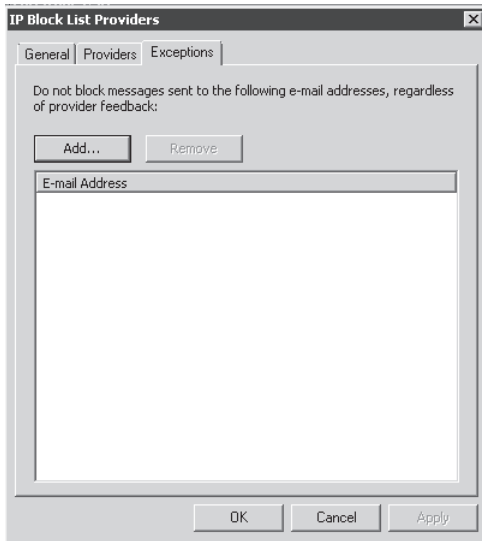 IP Block List Providers
General Providers Exceptions
Do not block messages sent to the following e-mail addresses, regardless
of provider feedback:
Add... Remove
E-mail Address
OK Cancel Apply